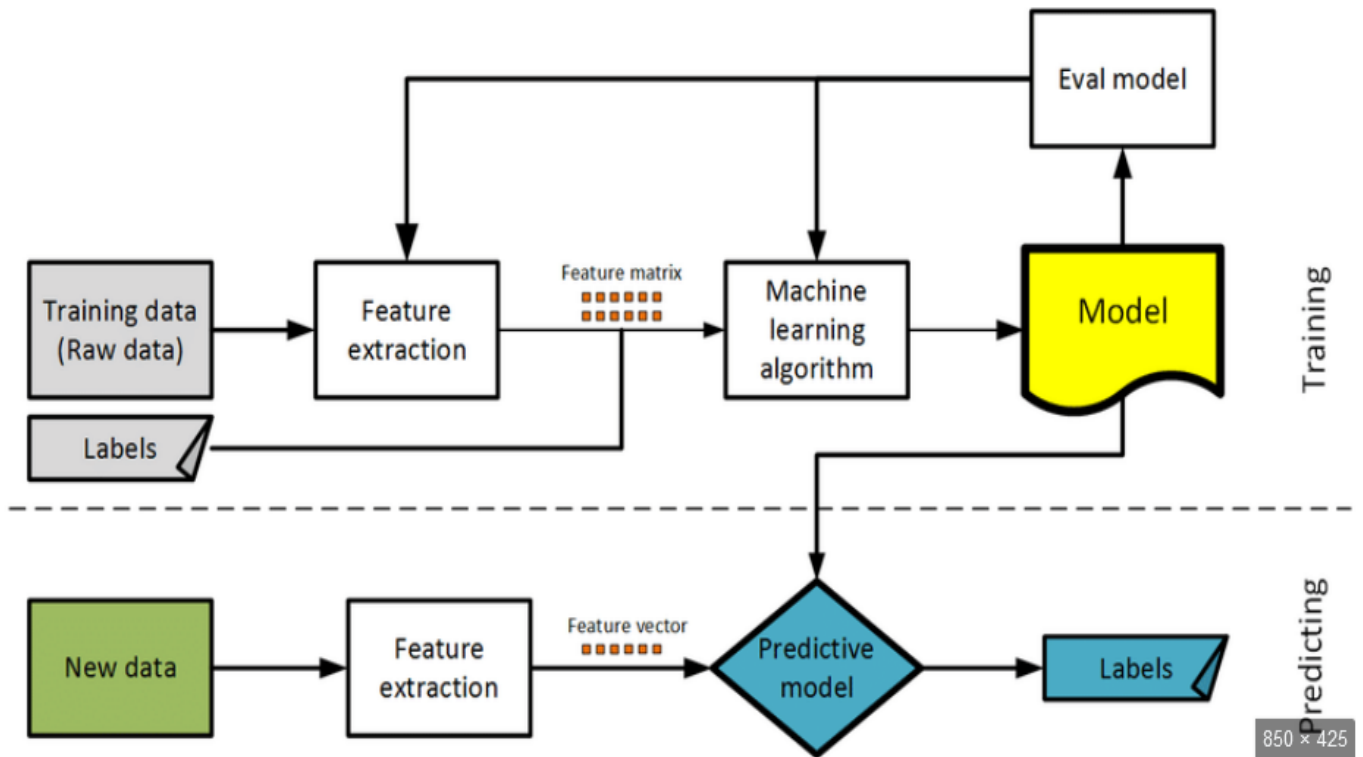 Eval model
Training data
(Raw data)
Feature
extraction
Feature matrix
Machine
learning
algorithm
Model
Training
Labels
New data
Feature
extraction
Feature vector
Predictive
model
Labels
Predicting
850 × 425